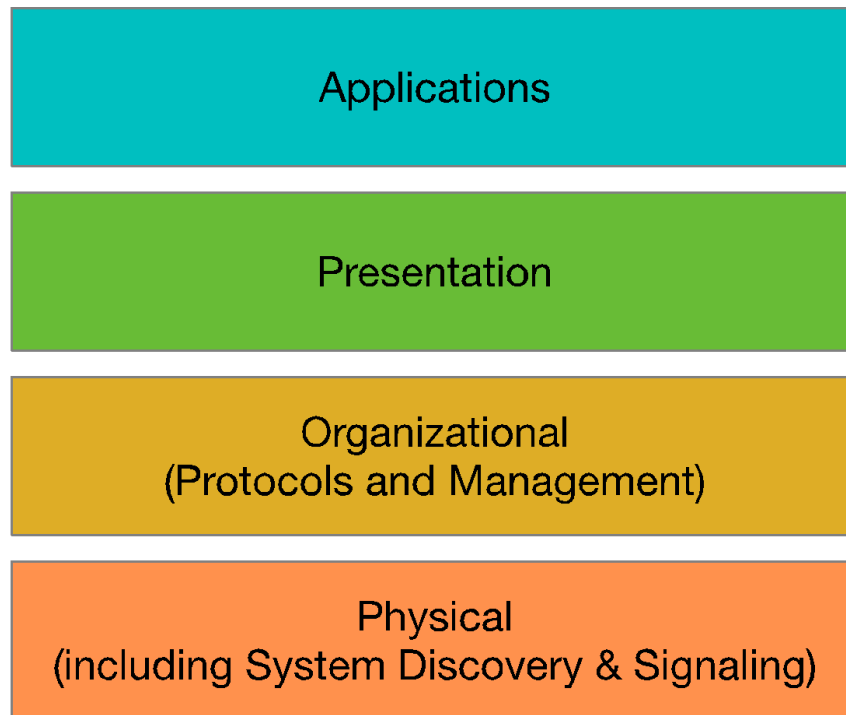 Applications
Presentation
Organizational
(Protocols and Management)
Physical
(including System Discovery & Signaling)